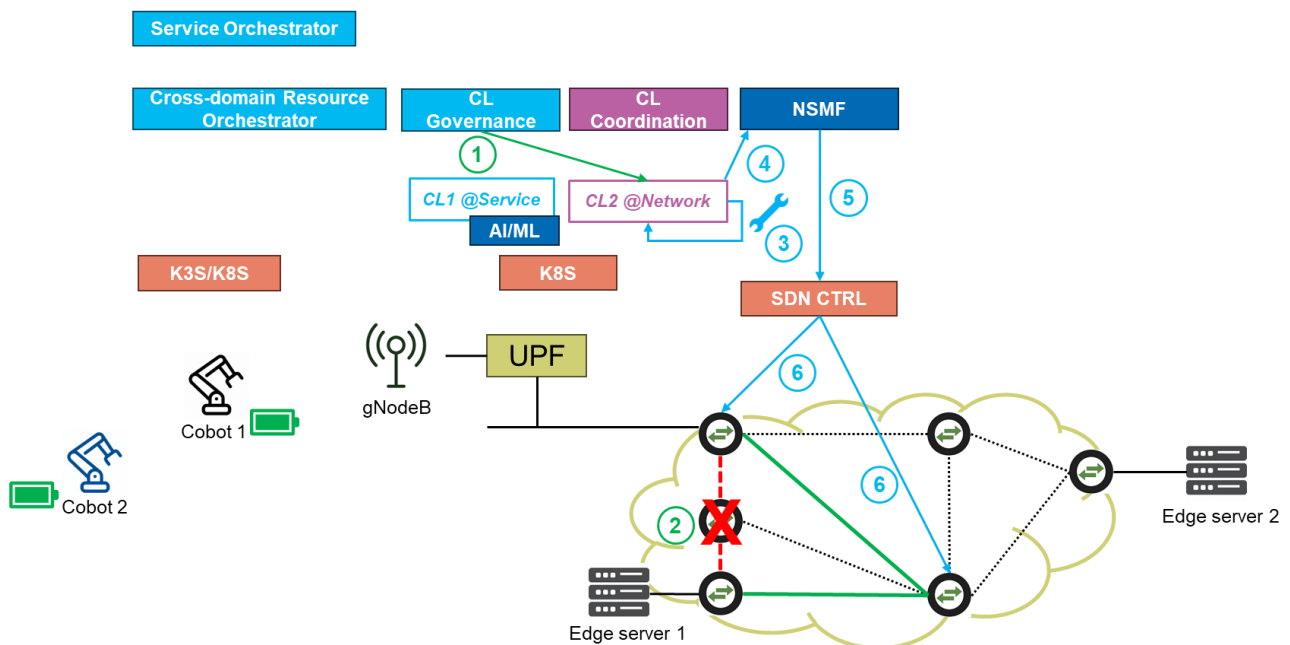 Service Orchestrator
Cross-domain Resource
Orchestrator
CL
Governance
CL
Coordination
NSMF
1
4
CL1 @Service
CL2 @Network
5
AI/ML
3
K3S/K8S
K8S
SDN CTRL
UPF
6
gNodeB
Cobot 1
Cobot 2
6
2
X
Edge server 2
Edge server 1